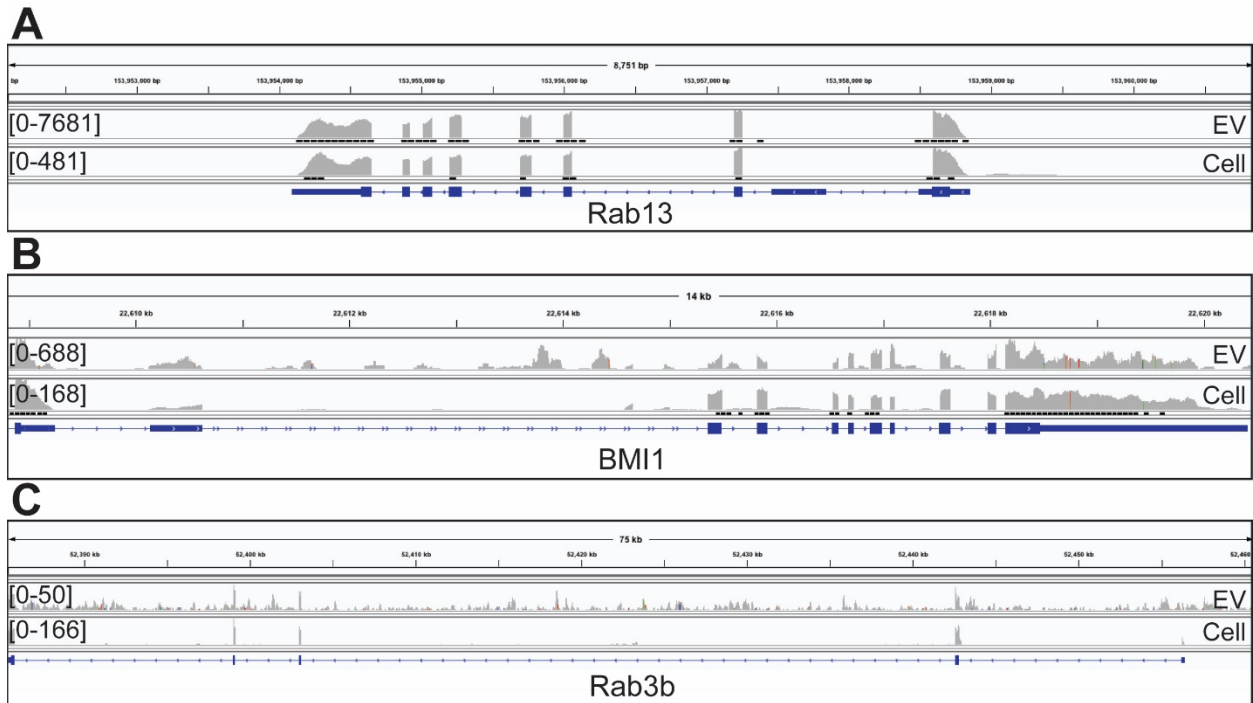 A
8,751 bp
bp 153,953,000 bp 153,954,000 bp 153,955,000 bp 153,956,000 bp 153,957,000 bp 153,958,000 bp 153,959,000 bp 153,960,000 bp
[0-7681] EV
[0-481] Cell
Rab13
B
14 kb
22,610 kb 22,612 kb 22,614 kb 22,616 kb 22,618 kb 22,620 kb
[0-688] EV
[0-168] Cell
BMI1
C
75 kb
52,390 kb 52,400 kb 52,410 kb 52,420 kb 52,430 kb 52,440 kb 52,450 kb 52,460
[0-50] EV
[0-166] Cell
Rab3b